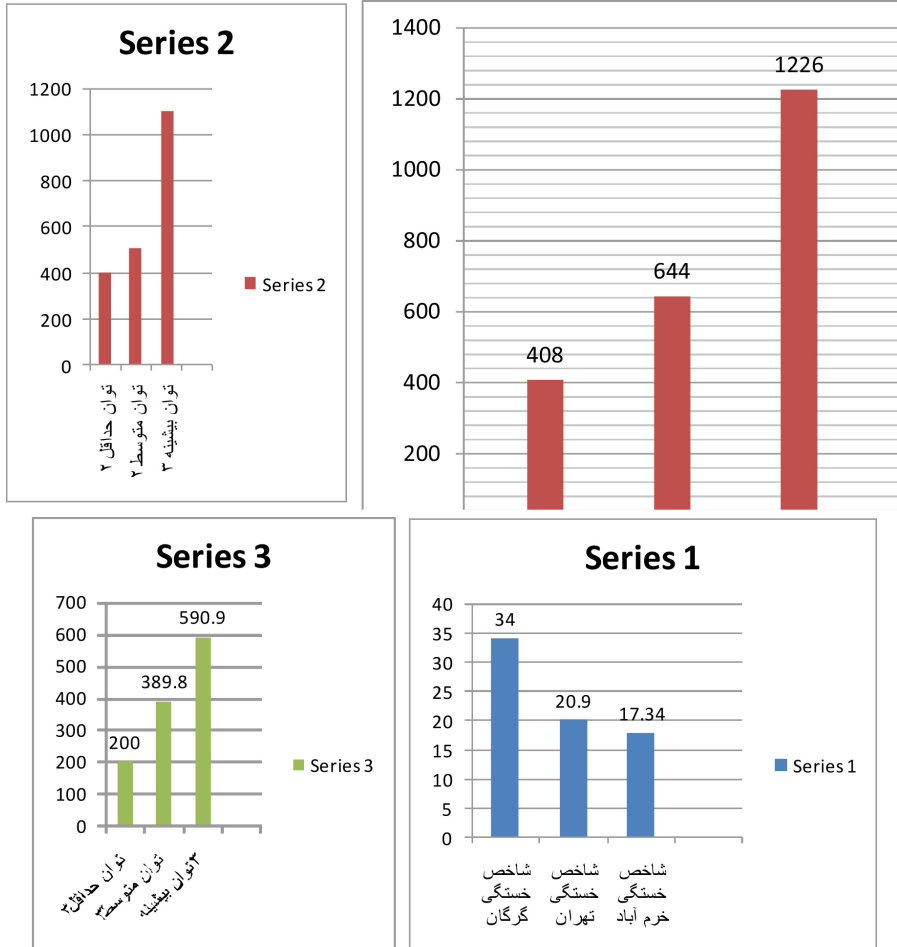 Series 2
1200
1000
800
600
400
200
0
توان حداقل ۲
توان متوسط ۲
توان بیشینه ۳
Series 2
1400
1200
1000
800
600
400
200
408
644
1226
Series 3
700
600
500
400
300
200
100
0
200
389.8
590.9
توان حداقل۳
توان متوسط۳
۳توان بیشینه
Series 3
Series 1
40
35
30
25
20
15
10
5
0
34
20.9
17.34
شاخص خستگی گرگان
شاخص خستگی تهران
شاخص خستگی خرم آباد
Series 1